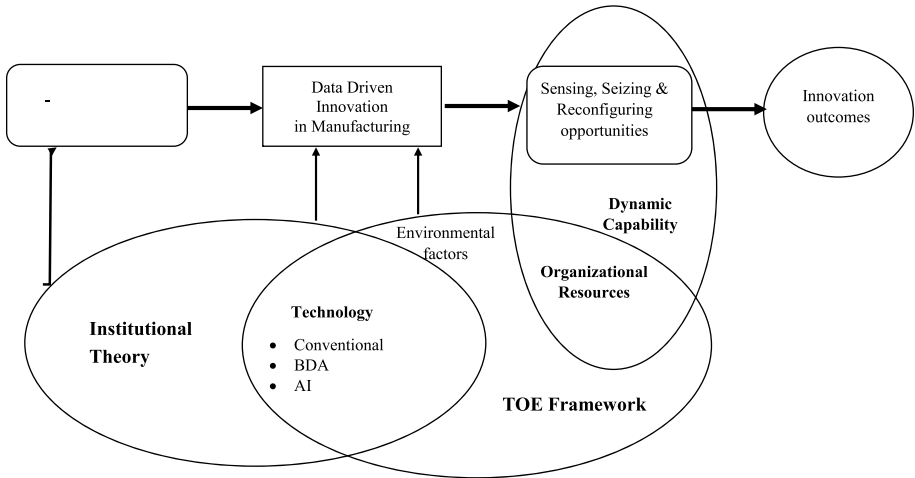 -
Data Driven
Innovation
in Manufacturing
Sensing, Seizing &
Reconfiguring
opportunities
Innovation
outcomes
Dynamic
Capability
Environmental
factors
Organizational
Resources
Institutional
Theory
Technology
• Conventional
• BDA
• AI
TOE Framework